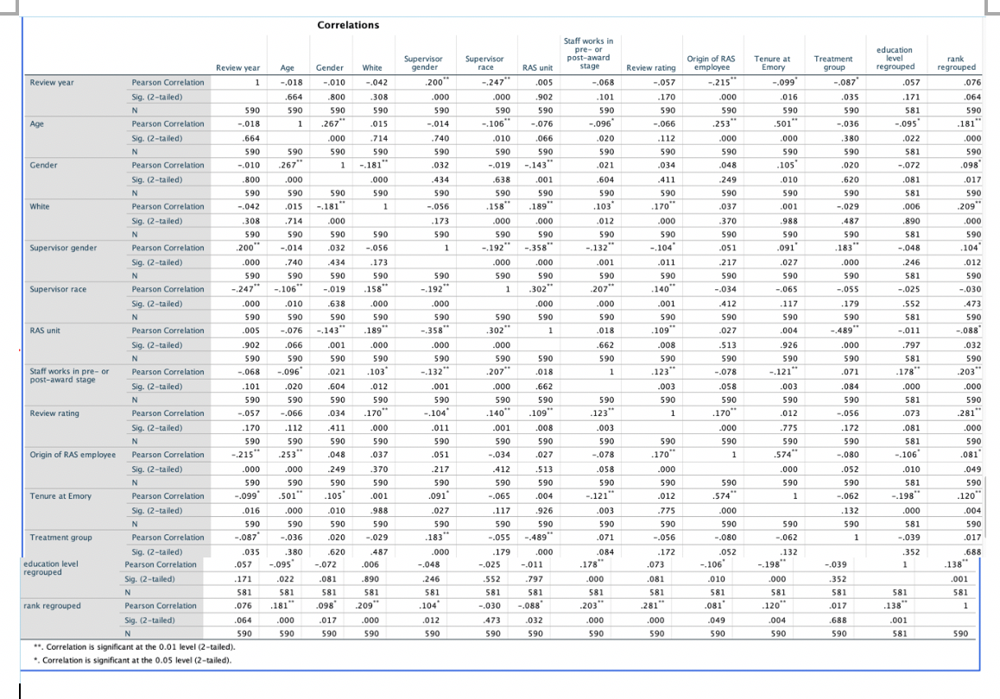 Correlations
Review year Age Gender White Supervisor gender Supervisor race RAS unit Staff works in pre- or post-award stage Review rating Origin of RAS employee Tenure at Emory Treatment group education level regrouped rank regrouped
Review year Pearson Correlation 1 -.018 -.010 -.042 .200** -.247** .005 -.068 -.057 -.215** -.099* -.087* .057 .076
Sig. (2-tailed) .664 .800 .308 .000 .000 .902 .101 .170 .000 .016 .035 .171 .064
N 590 590 590 590 590 590 590 590 590 590 590 590 581 590
Age Pearson Correlation -.018 1 .267** .015 -.014 -.106** -.076 -.096* -.066 .253** .501** -.036 -.095* .181**
Sig. (2-tailed) .664 .000 .714 .740 .010 .066 .020 .112 .000 .000 .380 .022 .000
N 590 590 590 590 590 590 590 590 590 590 590 590 581 590
Gender Pearson Correlation -.010 .267** 1 -.181** .032 -.019 -.143** .021 .034 .048 .105* .020 -.072 .098*
Sig. (2-tailed) .800 .000 .000 .434 .638 .001 .604 .411 .249 .010 .620 .081 .017
N 590 590 590 590 590 590 590 590 590 590 590 590 581 590
White Pearson Correlation -.042 .015 -.181** 1 -.056 .158** .189** .103* .170** .037 .001 -.029 .006 .209**
Sig. (2-tailed) .308 .714 .000 .173 .000 .000 .012 .000 .370 .988 .487 .890 .000
N 590 590 590 590 590 590 590 590 590 590 590 590 581 590
Supervisor gender Pearson Correlation .200** -.014 .032 -.056 1 -.192** -.358** -.132** -.104* .051 .091* .183** -.048 .104*
Sig. (2-tailed) .000 .740 .434 .173 .000 .000 .001 .011 .217 .027 .000 .246 .012
N 590 590 590 590 590 590 590 590 590 590 590 590 581 590
Supervisor race Pearson Correlation -.247** -.106** -.019 .158** -.192** 1 .302** .207** .140** -.034 -.065 -.055 -.025 -.030
Sig. (2-tailed) .000 .010 .638 .000 .000 .000 .000 .001 .412 .117 .179 .552 .473
N 590 590 590 590 590 590 590 590 590 590 590 590 581 590
RAS unit Pearson Correlation .005 -.076 -.143** .189** -.358** .302** 1 .018 .109** .027 .004 -.489** -.011 -.088*
Sig. (2-tailed) .902 .066 .001 .000 .000 .000 .662 .008 .513 .926 .000 .797 .032
N 590 590 590 590 590 590 590 590 590 590 590 590 581 590
Staff works in pre- or post-award stage Pearson Correlation -.068 -.096* .021 .103* -.132** .207** .018 1 .123** -.078 -.121** .071 .178** .203**
Sig. (2-tailed) .101 .020 .604 .012 .001 .000 .662 .003 .058 .003 .084 .000 .000
N 590 590 590 590 590 590 590 590 590 590 590 590 581 590
Review rating Pearson Correlation -.057 -.066 .034 .170** -.104* .140** .109** .123** 1 .170** .012 -.056 .073 .281**
Sig. (2-tailed) .170 .112 .411 .000 .011 .001 .008 .003 .000 .775 .172 .081 .000
N 590 590 590 590 590 590 590 590 590 590 590 590 581 590
Origin of RAS employee Pearson Correlation -.215** .253** .048 .037 .051 -.034 .027 -.078 .170** 1 .574** -.080 -.106* .081*
Sig. (2-tailed) .000 .000 .249 .370 .217 .412 .513 .058 .000 .000 .052 .010 .049
N 590 590 590 590 590 590 590 590 590 590 590 590 581 590
Tenure at Emory Pearson Correlation -.099* .501** .105* .001 .091* -.065 .004 -.121** .012 .574** 1 -.062 -.198** .120**
Sig. (2-tailed) .016 .000 .010 .988 .027 .117 .926 .003 .775 .000 .132 .000 .004
N 590 590 590 590 590 590 590 590 590 590 590 590 581 590
Treatment group Pearson Correlation -.087* -.036 .020 -.029 .183** -.055 -.489** .071 -.056 -.080 -.062 1 -.039 .017
Sig. (2-tailed) .035 .380 .620 .487 .000 .179 .000 .084 .172 .052 .132 .352 .688
education level regrouped Pearson Correlation .057 -.095* -.072 .006 -.048 -.025 -.011 .178** .073 -.106* -.198** -.039 1 .138**
Sig. (2-tailed) .171 .022 .081 .890 .246 .552 .797 .000 .081 .010 .000 .352 .001
N 581 581 581 581 581 581 581 581 581 581 581 581 581 581
rank regrouped Pearson Correlation .076 .181** .098* .209** .104* -.030 -.088* .203** .281** .081* .120** .017 .138** 1
Sig. (2-tailed) .064 .000 .017 .000 .012 .473 .032 .000 .000 .049 .004 .688 .001
N 590 590 590 590 590 590 590 590 590 590 590 590 581 590
**. Correlation is significant at the 0.01 level (2-tailed).
*. Correlation is significant at the 0.05 level (2-tailed).